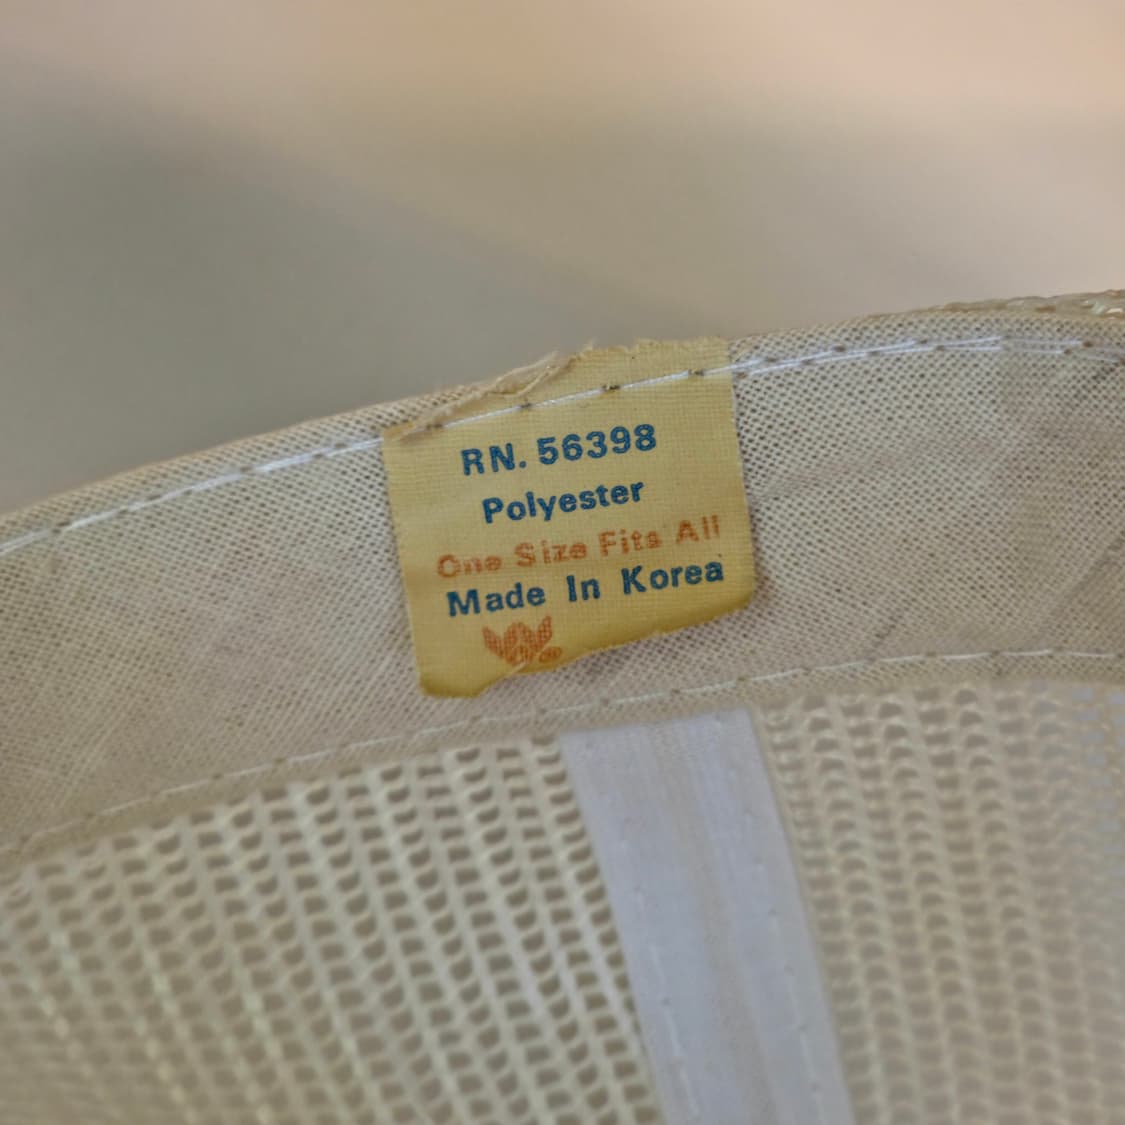 RN. 56398
Polyester
One Size Fits All
Made In Korea